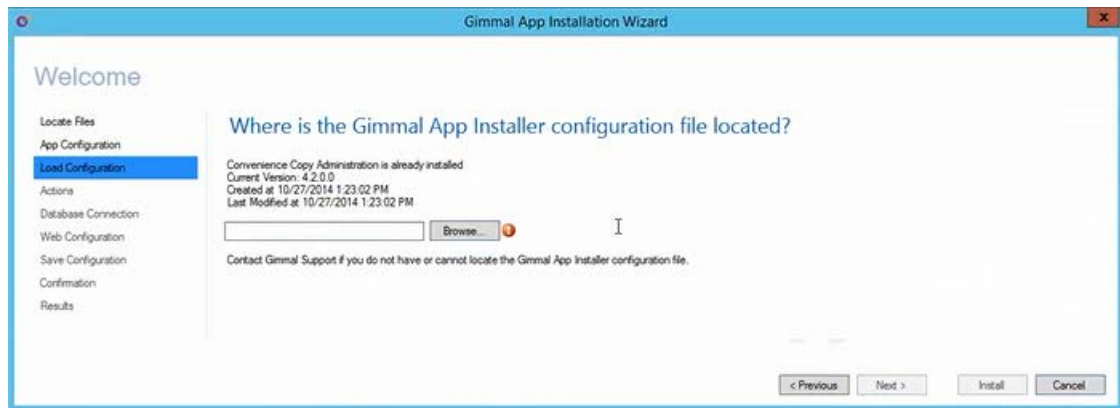 Gimmal App Installation Wizard
x
Welcome
Locate Files
App Configuration
Load Configuration
Actions
Database Connection
Web Configuration
Save Configuration
Confirmation
Results
Where is the Gimmal App Installer configuration file located?
Convenience Copy Administration is already installed
Current Version: 4.2.0.0
Created at 10/27/2014 1:23:02 PM
Last Modified at 10/27/2014 1:23:02 PM
Browse...
Contact Gimmal Support if you do not have or cannot locate the Gimmal App Installer configuration file.
< Previous
Next >
Install
Cancel